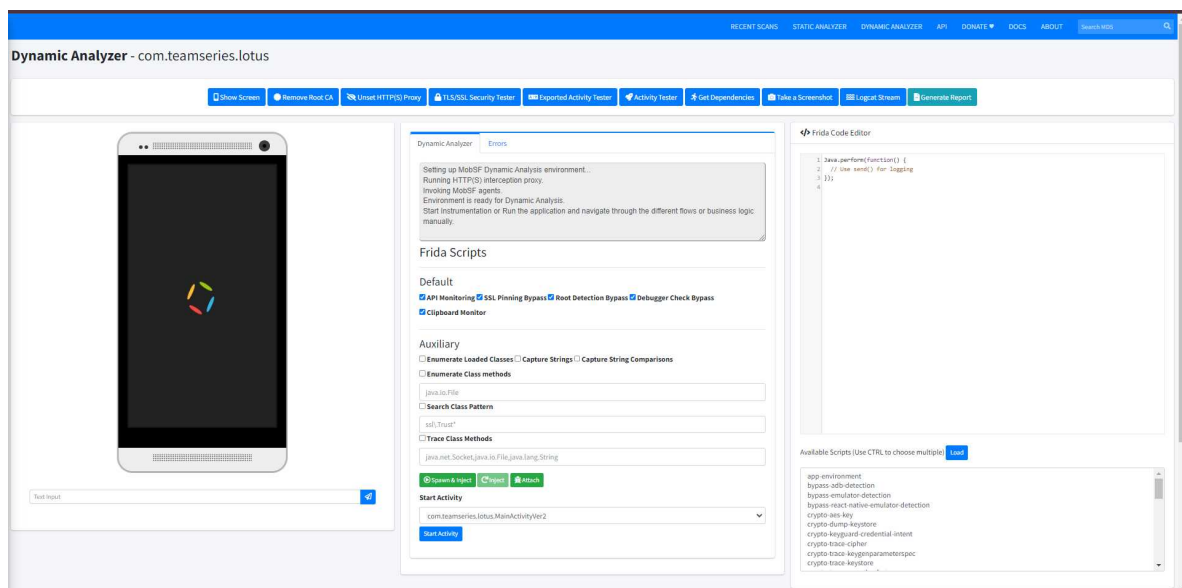 RECENT SCANS STATIC ANALYZER DYNAMIC ANALYZER API DONATE ♥ DOCS ABOUT Search MD5
Dynamic Analyzer - com.teamseries.lotus
Show Screen Remove Root CA Unset HTTP(S) Proxy TLS/SSL Security Tester Exported Activity Tester Activity Tester Get Dependencies Take a Screenshot Logcat Stream Generate Report
Text Input
Dynamic Analyzer Errors
Setting up MobSF Dynamic Analysis environment...
Running HTTP(S) interception proxy.
Invoking MobSF agents.
Environment is ready for Dynamic Analysis.
Start Instrumentation or Run the application and navigate through the different flows or business logic
manually.
Frida Scripts
Default
API Monitoring SSL Pinning Bypass Root Detection Bypass Debugger Check Bypass
Clipboard Monitor
Auxiliary
Enumerate Loaded Classes Capture Strings Capture String Comparisons
Enumerate Class methods
java.io.File
Search Class Pattern
ssl\.Trust*
Trace Class Methods
java.net.Socket,java.io.File,java.lang.String
Spawn & Inject Inject Attach
Start Activity
com.teamseries.lotus.MainActivityVer2
Start Activity
</> Frida Code Editor
1 Java.perform(function() {
2 // Use send() for logging
3 });
4
Available Scripts (Use CTRL to choose multiple) Load
app-environment
bypass-adb-detection
bypass-emulator-detection
bypass-react-native-emulator-detection
crypto-aes-key
crypto-dump-keystore
crypto-keyguard-credential-intent
crypto-trace-cipher
crypto-trace-keygenparameterspec
crypto-trace-keystore